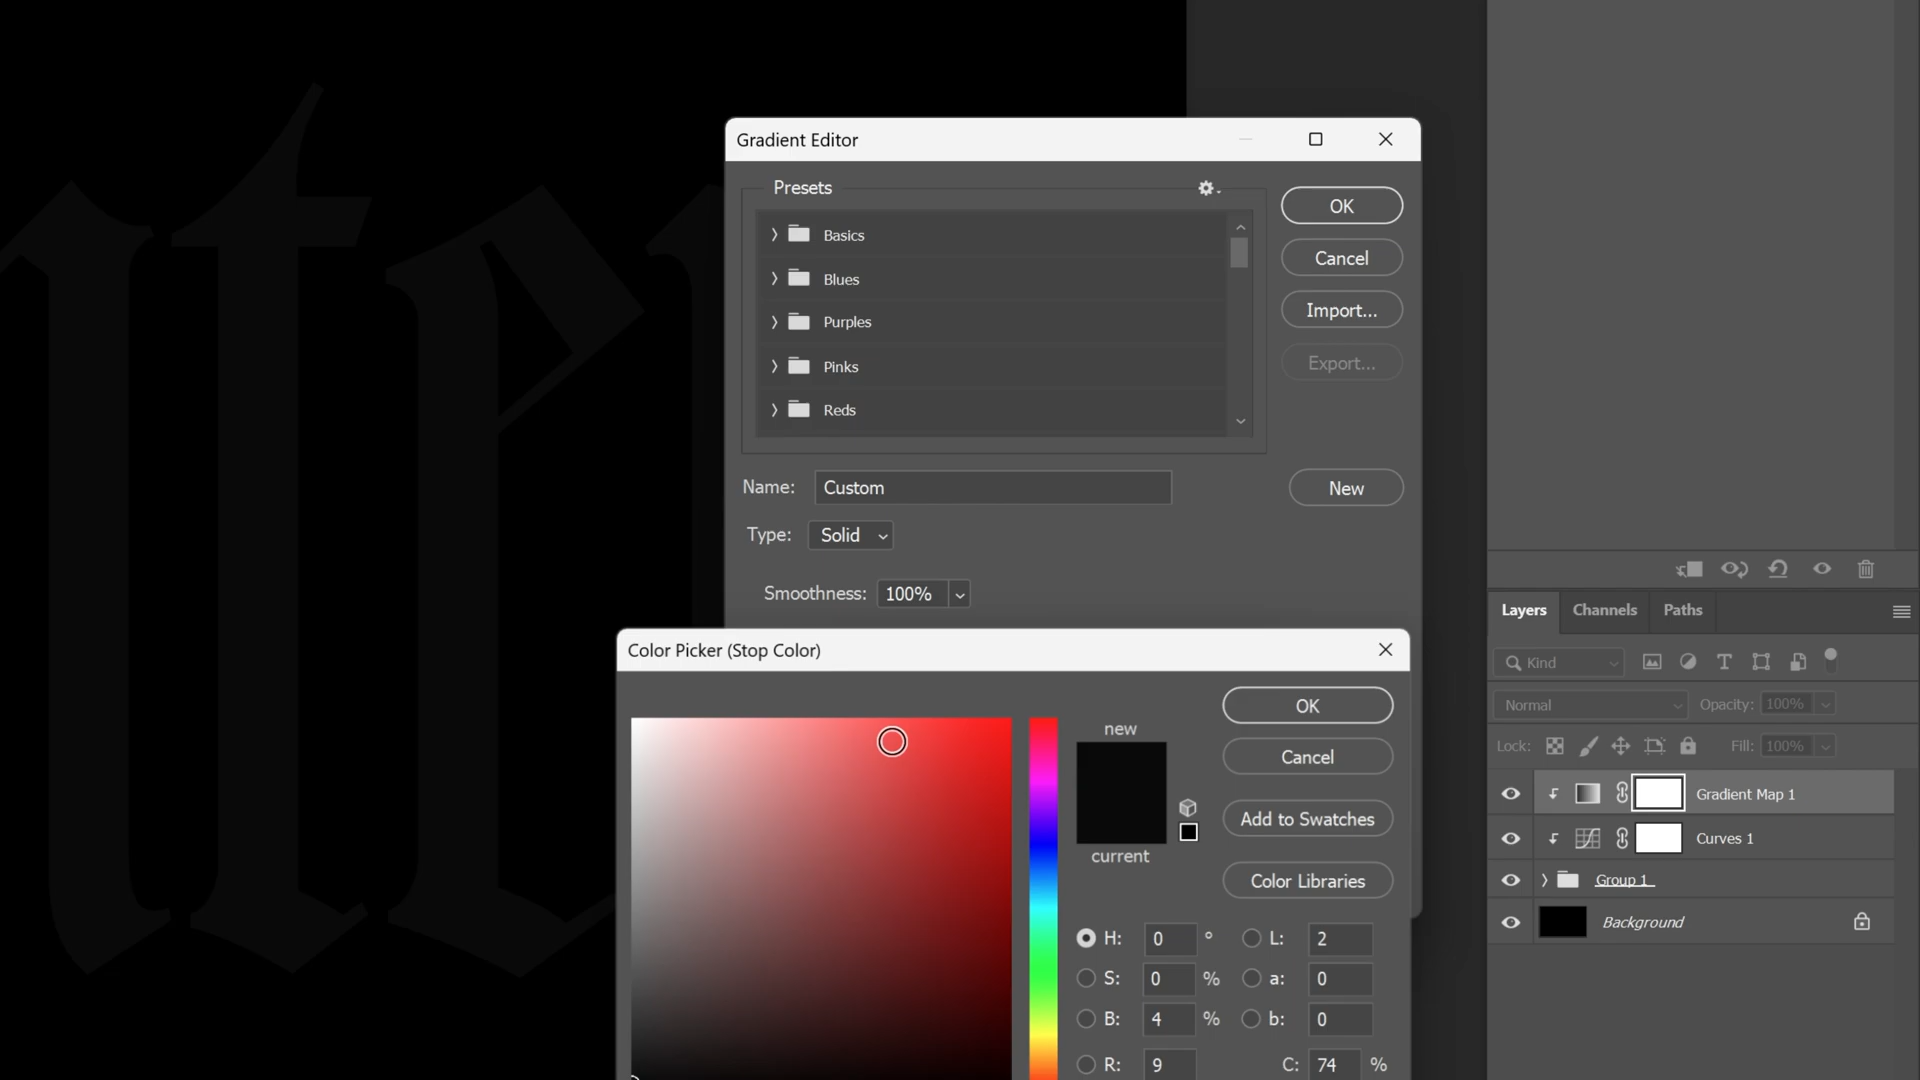 nter
Gradient Editor
Presets
Basics
Blues
Purples
Pinks
Reds
OK
Cancel
Import...
Export...
Name: Custom
New
Type: Solid
Smoothness: 100%
Color Picker (Stop Color)
new
current
OK
Cancel
Add to Swatches
Color Libraries
H: 0 ° L: 2
S: 0 % a: 0
B: 4 % b: 0
R: 9 C: 74 %
Layers Channels Paths
Kind
Normal Opacity: 100%
Lock: Fill: 100%
Gradient Map 1
Curves 1
Group 1
Background